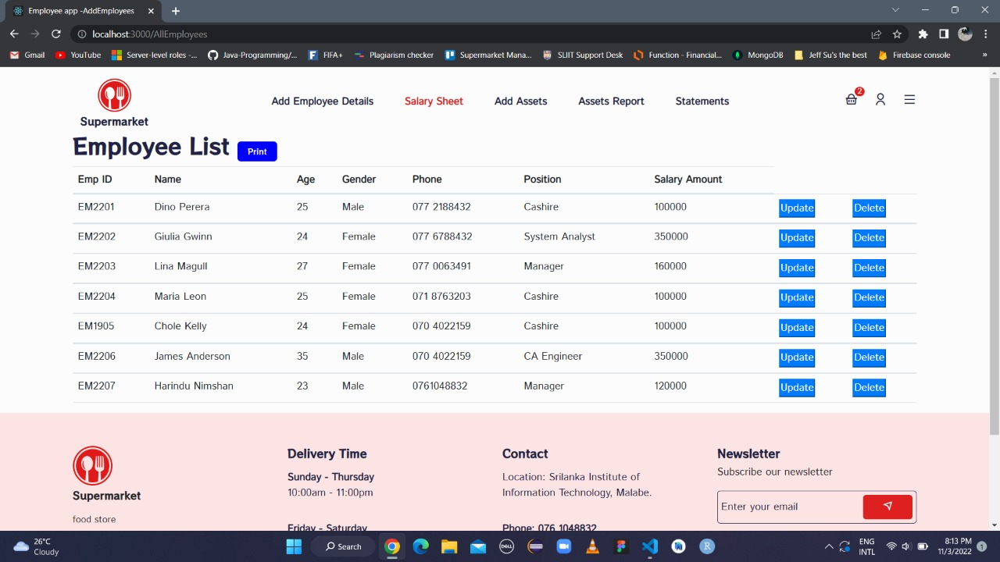 Employee app -AddEmployees
localhost:3000/AllEmployees
Gmail YouTube Server-level roles -... Java-Programming/... FIFA+ Plagiarism checker Supermarket Mana... SLIIT Support Desk Fusion - Financial... MongoDB Jeff Su's the best Firebase console »
Supermarket
Add Employee Details Salary Sheet Add Assets Assets Report Statements 2
Employee List Print
Emp ID Name Age Gender Phone Position Salary Amount
EM2201 Dino Perera 25 Male 077 2188432 Cashire 100000 Update Delete
EM2202 Giulia Gwinn 24 Female 077 6788432 System Analyst 350000 Update Delete
EM2203 Lina Magull 27 Female 077 0063491 Manager 160000 Update Delete
EM2204 Maria Leon 25 Female 071 8763203 Cashire 100000 Update Delete
EM1905 Chole Kelly 24 Female 070 4022159 Cashire 100000 Update Delete
EM2206 James Anderson 35 Male 070 4022159 CA Engineer 350000 Update Delete
EM2207 Harindu Nimshan 23 Male 0761048832 Manager 120000 Update Delete
Supermarket
food store
Delivery Time
Sunday - Thursday
10:00am - 11:00pm
Friday - Saturday
Contact
Location: Srilanka Institute of
Information Technology, Malabe.
Phone: 076 1048832
Newsletter
Subscribe our newsletter
Enter your email
26°C
Cloudy
Search
DELL
R
ENG
INTL
8:13 PM
11/3/2022
1